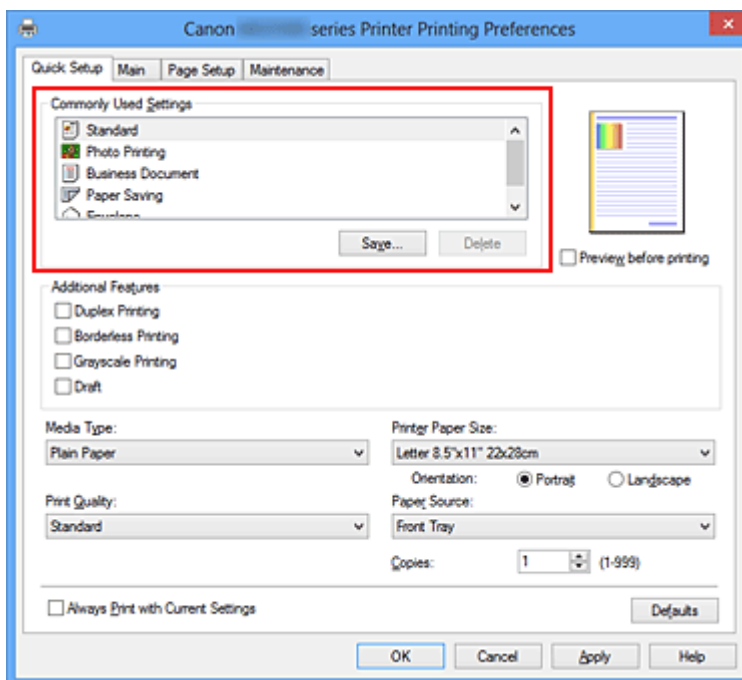 Canon series Printer Printing Preferences
Quick Setup Main Page Setup Maintenance
Commonly Used Settings
Standard
Photo Printing
Business Document
Paper Saving
Envelope
Save... Delete
Preview before printing
Additional Features
Duplex Printing
Borderless Printing
Grayscale Printing
Draft
Media Type: Printer Paper Size:
Plain Paper Letter 8.5"x11" 22x28cm
Orientation: Portrait Landscape
Print Quality: Paper Source:
Standard Front Tray
Copies: 1 (1-999)
Always Print with Current Settings Defaults
OK Cancel Apply Help